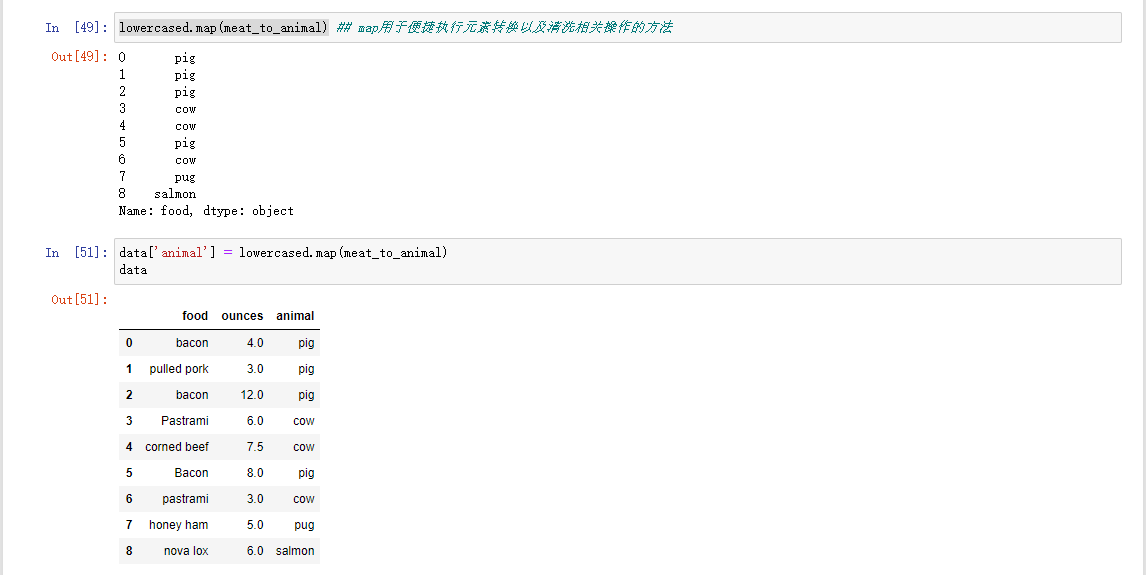 In [49]: lowercased.map(meat_to_animal) ## map用于便捷执行元素转换以及清洗相关操作的方法
Out[49]: 0 pig
1 pig
2 pig
3 cow
4 cow
5 pig
6 cow
7 pug
8 salmon
Name: food, dtype: object
In [51]: data['animal'] = lowercased.map(meat_to_animal)
data
Out[51]:
food ounces animal
0 bacon 4.0 pig
1 pulled pork 3.0 pig
2 bacon 12.0 pig
3 Pastrami 6.0 cow
4 corned beef 7.5 cow
5 Bacon 8.0 pig
6 pastrami 3.0 cow
7 honey ham 5.0 pug
8 nova lox 6.0 salmon